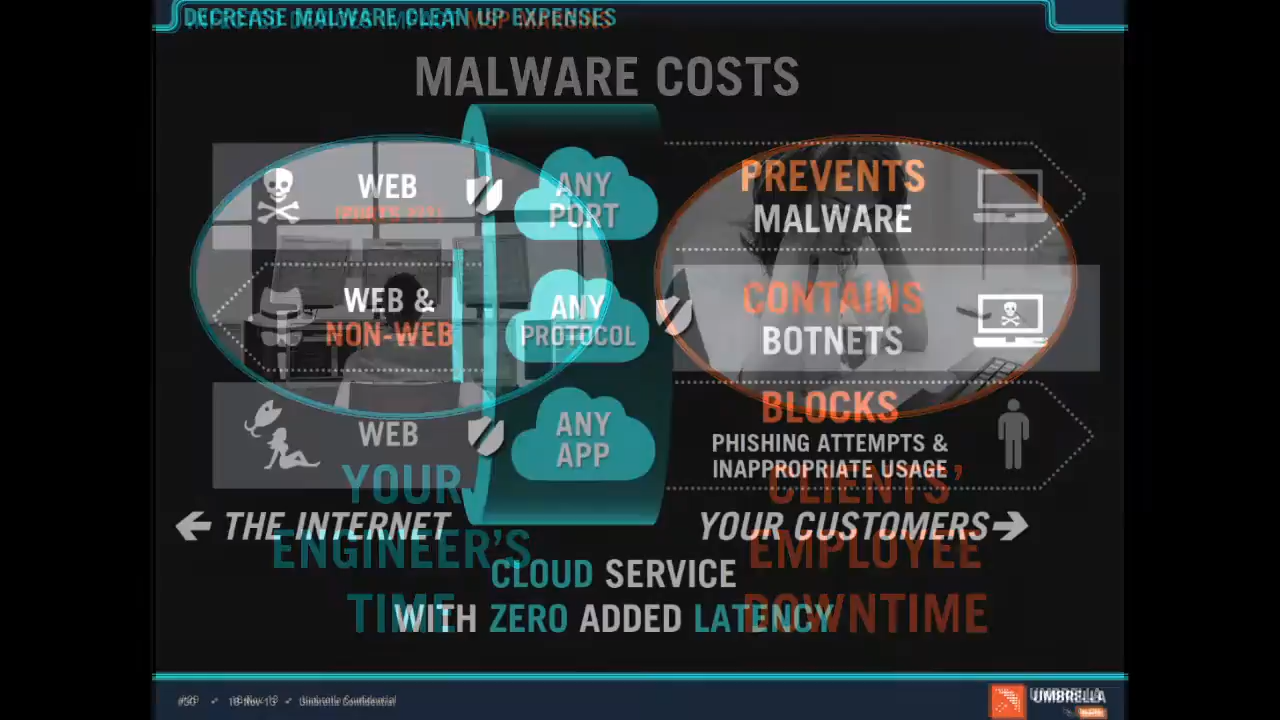 DECREASE MALWARE CLEAN UP EXPENSES
MALWARE COSTS
WEB
ANY
PORT
PREVENTS
MALWARE
WEB &
NON-WEB
ANY
PROTOCOL
CONTAINS
BOTNETS
WEB
ANY
APP
BLOCKS
PHISHING ATTEMPTS &
INAPPROPRIATE USAGE
YOUR
ENGINEER'S
TIME
CLIENTS'
EMPLOYEE
DOWNTIME
THE INTERNET
YOUR CUSTOMERS
CLOUD SERVICE
WITH ZERO ADDED LATENCY
Umbrella Confidential
UMBRELLA